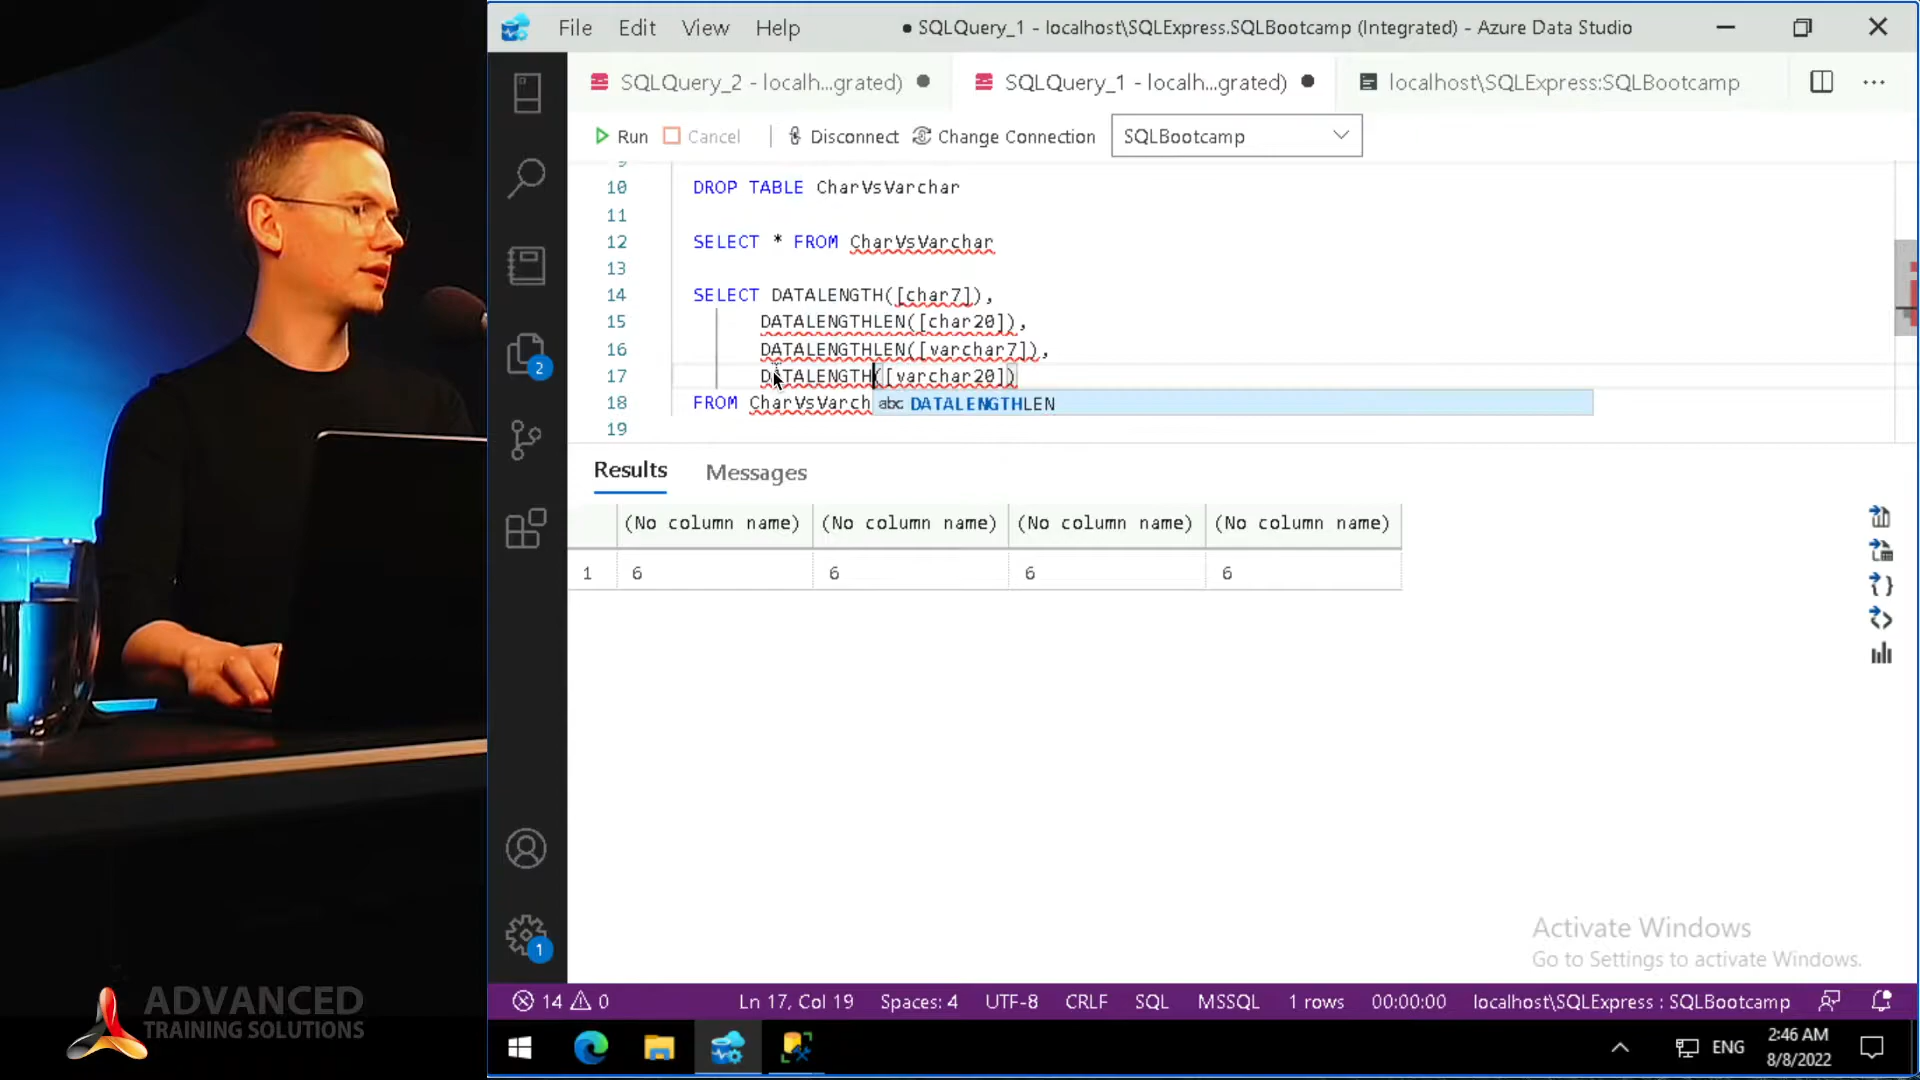 File Edit View Help
● SQLQuery_1 - localhost\SQLExpress.SQLBootcamp (Integrated) - Azure Data Studio
SQLQuery_2 - localh...grated) ●
SQLQuery_1 - localh...grated) ●
localhost\SQLExpress:SQLBootcamp
Run Cancel Disconnect Change Connection SQLBootcamp
10 DROP TABLE CharVsVarchar
11
12 SELECT * FROM CharVsVarchar
13
14 SELECT DATALENGTH([char7]),
15 DATALENGTHLEN([char20]),
16 DATALENGTHLEN([varchar7]),
17 DATALENGTH([varchar20])
18 FROM CharVsVarch abc DATALENGTHLEN
19
2
Results Messages
(No column name) (No column name) (No column name) (No column name)
1 6 6 6 6
Activate Windows
Go to Settings to activate Windows.
1
ADVANCED
TRAINING SOLUTIONS
14 0 Ln 17, Col 19 Spaces: 4 UTF-8 CRLF SQL MSSQL 1 rows 00:00:00 localhost\SQLExpress : SQLBootcamp
ENG 2:46 AM
8/8/2022